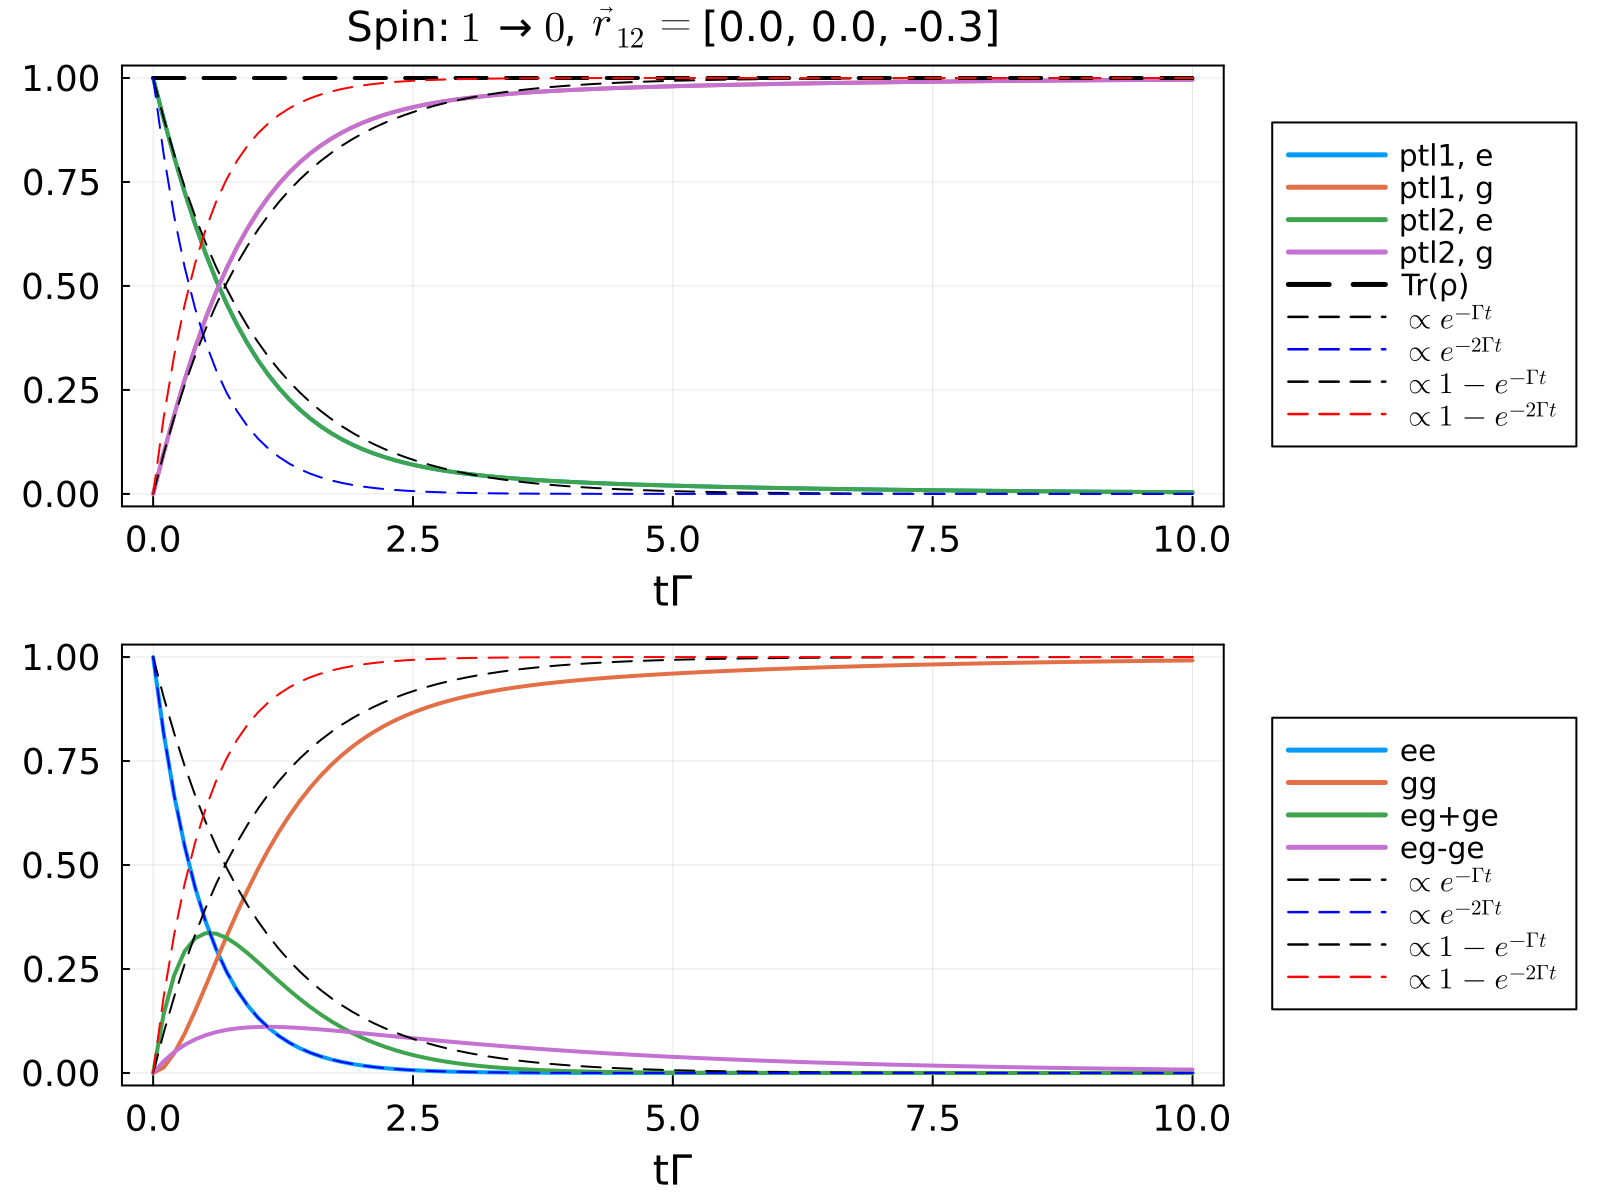 Spin: 1 → 0, r⃗₁₂ = [0.0, 0.0, -0.3]
1.00
0.75
0.50
0.25
0.00
0.0 2.5 5.0 7.5 10.0
tΓ
ptl1, e
ptl1, g
ptl2, e
ptl2, g
Tr(ρ)
∝ e^{-Γt}
∝ e^{-2Γt}
∝ 1 − e^{-Γt}
∝ 1 − e^{-2Γt}
1.00
0.75
0.50
0.25
0.00
0.0 2.5 5.0 7.5 10.0
tΓ
ee
gg
eg+ge
eg-ge
∝ e^{-Γt}
∝ e^{-2Γt}
∝ 1 − e^{-Γt}
∝ 1 − e^{-2Γt}